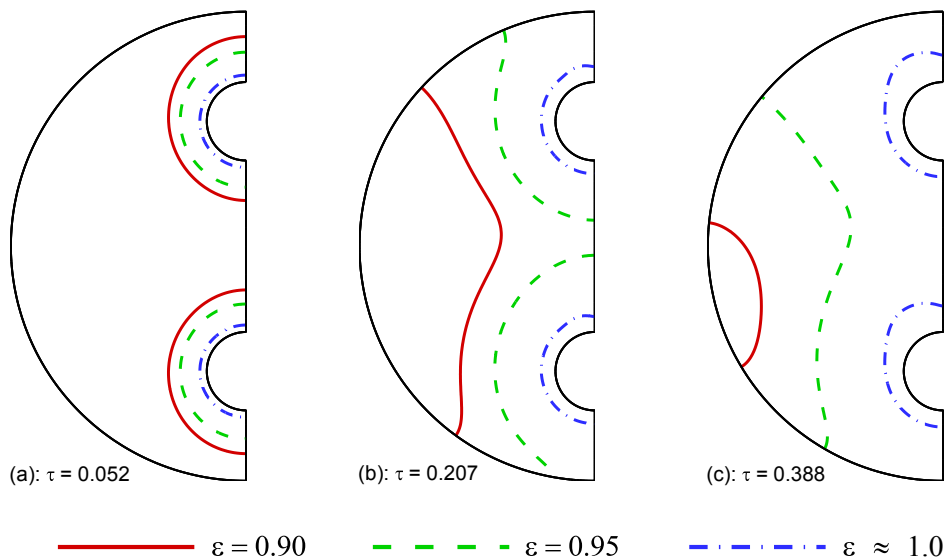 (a): τ = 0.052
(b): τ = 0.207
(c): τ = 0.388
ε = 0.90
ε = 0.95
ε ≈ 1.0